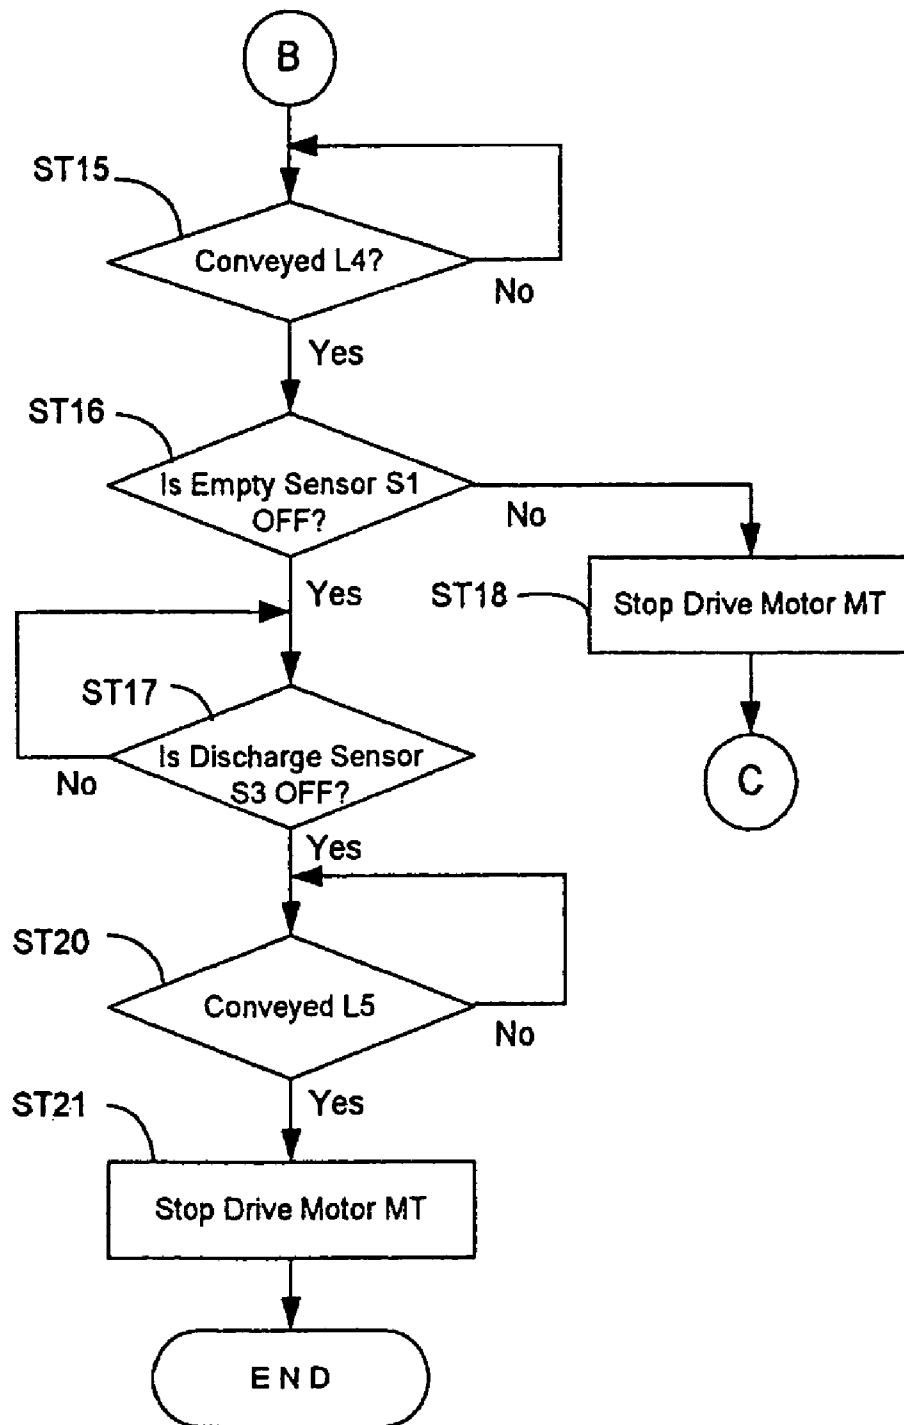 B
ST15
Conveyed L4?
No
Yes
ST16
Is Empty Sensor S1
OFF?
No
Yes
ST18
Stop Drive Motor MT
ST17
Is Discharge Sensor
S3 OFF?
No
C
Yes
ST20
Conveyed L5
No
Yes
ST21
Stop Drive Motor MT
END